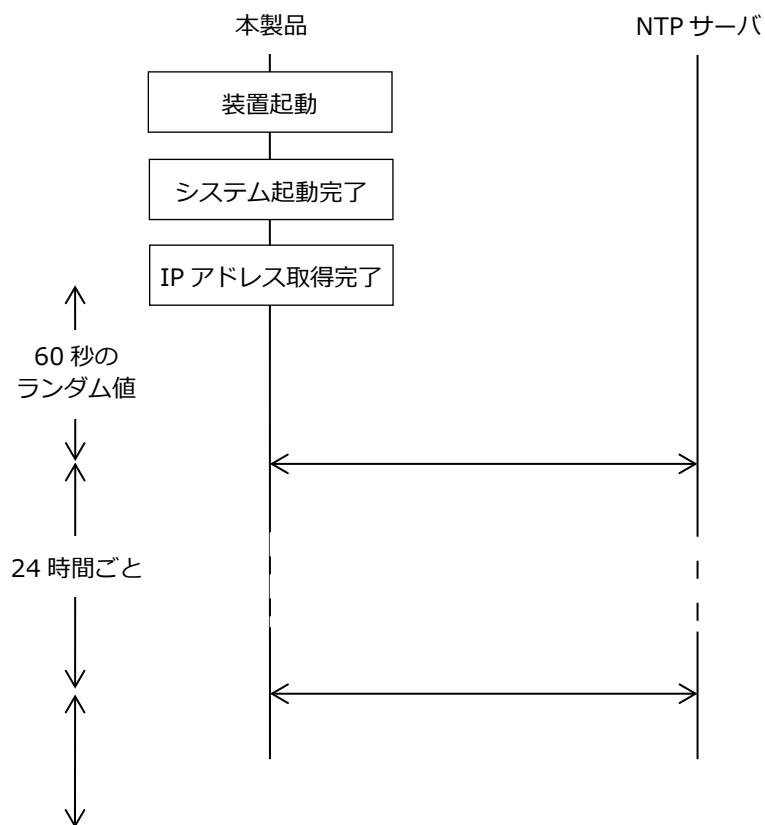 本製品
NTP サーバ
装置起動
システム起動完了
IP アドレス取得完了
60 秒の
ランダム値
24 時間ごと